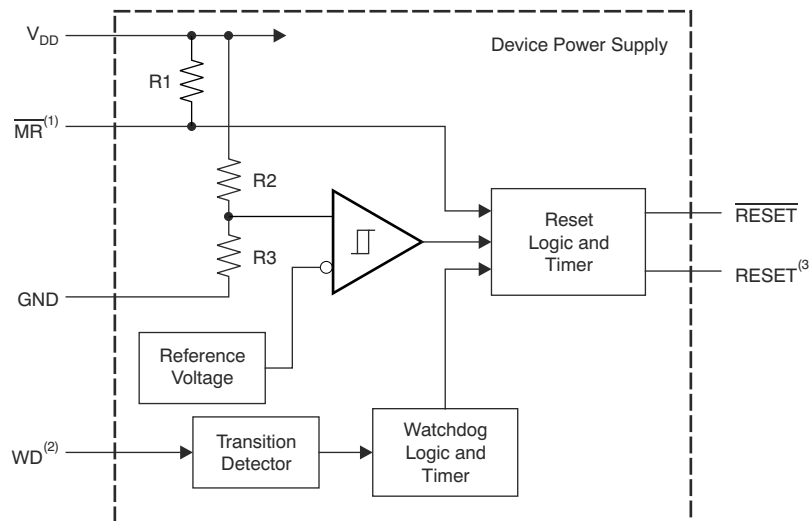 V_DD
Device Power Supply
R1
MR^(1)
R2
R3
GND
Reset
Logic and
Timer
RESET
RESET^(3
Reference
Voltage
WD^(2)
Transition
Detector
Watchdog
Logic and
Timer